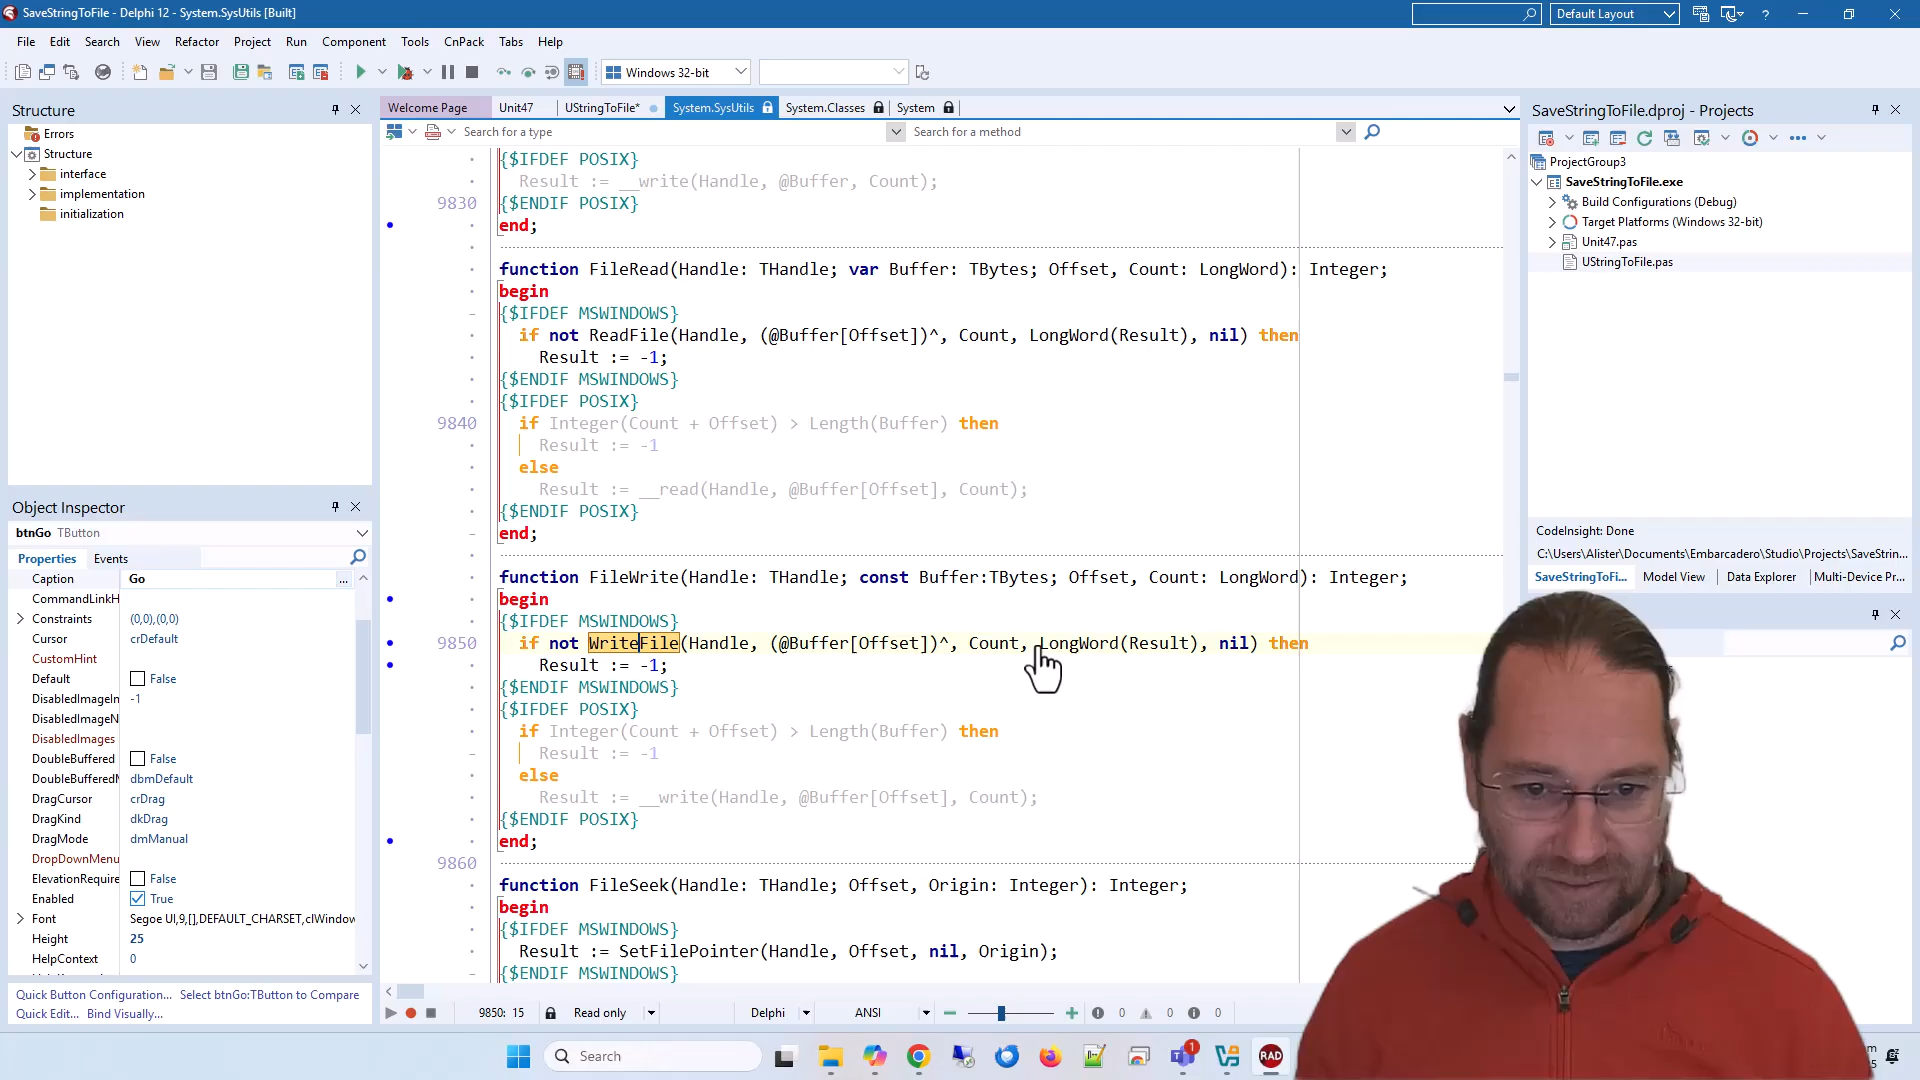 SaveStringToFile - Delphi 12 - System.SysUtils [Built]
Default Layout
File Edit Search View Refactor Project Run Component Tools CnPack Tabs Help
Windows 32-bit
Structure
Errors
Structure
interface
implementation
initialization
Welcome Page Unit47 UStringToFile* System.SysUtils System.Classes System
Search for a type Search for a method
{$IFDEF POSIX}
Result := __write(Handle, @Buffer, Count);
9830 {$ENDIF POSIX}
end;
function FileRead(Handle: THandle; var Buffer: TBytes; Offset, Count: LongWord): Integer;
begin
{$IFDEF MSWINDOWS}
if not ReadFile(Handle, (@Buffer[Offset])^, Count, LongWord(Result), nil) then
Result := -1;
{$ENDIF MSWINDOWS}
{$IFDEF POSIX}
9840 if Integer(Count + Offset) > Length(Buffer) then
Result := -1
else
Result := __read(Handle, @Buffer[Offset], Count);
{$ENDIF POSIX}
end;
function FileWrite(Handle: THandle; const Buffer:TBytes; Offset, Count: LongWord): Integer;
begin
{$IFDEF MSWINDOWS}
9850 if not WriteFile(Handle, (@Buffer[Offset])^, Count, LongWord(Result), nil) then
Result := -1;
{$ENDIF MSWINDOWS}
{$IFDEF POSIX}
if Integer(Count + Offset) > Length(Buffer) then
Result := -1
else
Result := __write(Handle, @Buffer[Offset], Count);
{$ENDIF POSIX}
end;
9860
function FileSeek(Handle: THandle; Offset, Origin: Integer): Integer;
begin
{$IFDEF MSWINDOWS}
Result := SetFilePointer(Handle, Offset, nil, Origin);
{$ENDIF MSWINDOWS}
9850: 15 Read only Delphi ANSI 0 0 0
Object Inspector
btnGo TButton
Properties Events
Caption Go ...
CommandLinkH
Constraints (0,0),(0,0)
Cursor crDefault
CustomHint
Default False
DisabledImageIn -1
DisabledImageN
DisabledImages
DoubleBuffered False
DoubleBufferedM dbmDefault
DragCursor crDrag
DragKind dkDrag
DragMode dmManual
DropDownMenu
ElevationRequire False
Enabled True
Font Segoe UI,9,[],DEFAULT_CHARSET,clWindow
Height 25
HelpContext 0
Quick Button Configuration... Select btnGo:TButton to Compare
Quick Edit... Bind Visually...
SaveStringToFile.dproj - Projects
ProjectGroup3
SaveStringToFile.exe
Build Configurations (Debug)
Target Platforms (Windows 32-bit)
Unit47.pas
UStringToFile.pas
CodeInsight: Done
C:\Users\Alister\Documents\Embarcadero\Studio\Projects\SaveStrin...
SaveStringToFi... Model View Data Explorer Multi-Device Pr...
Search
1
RAD